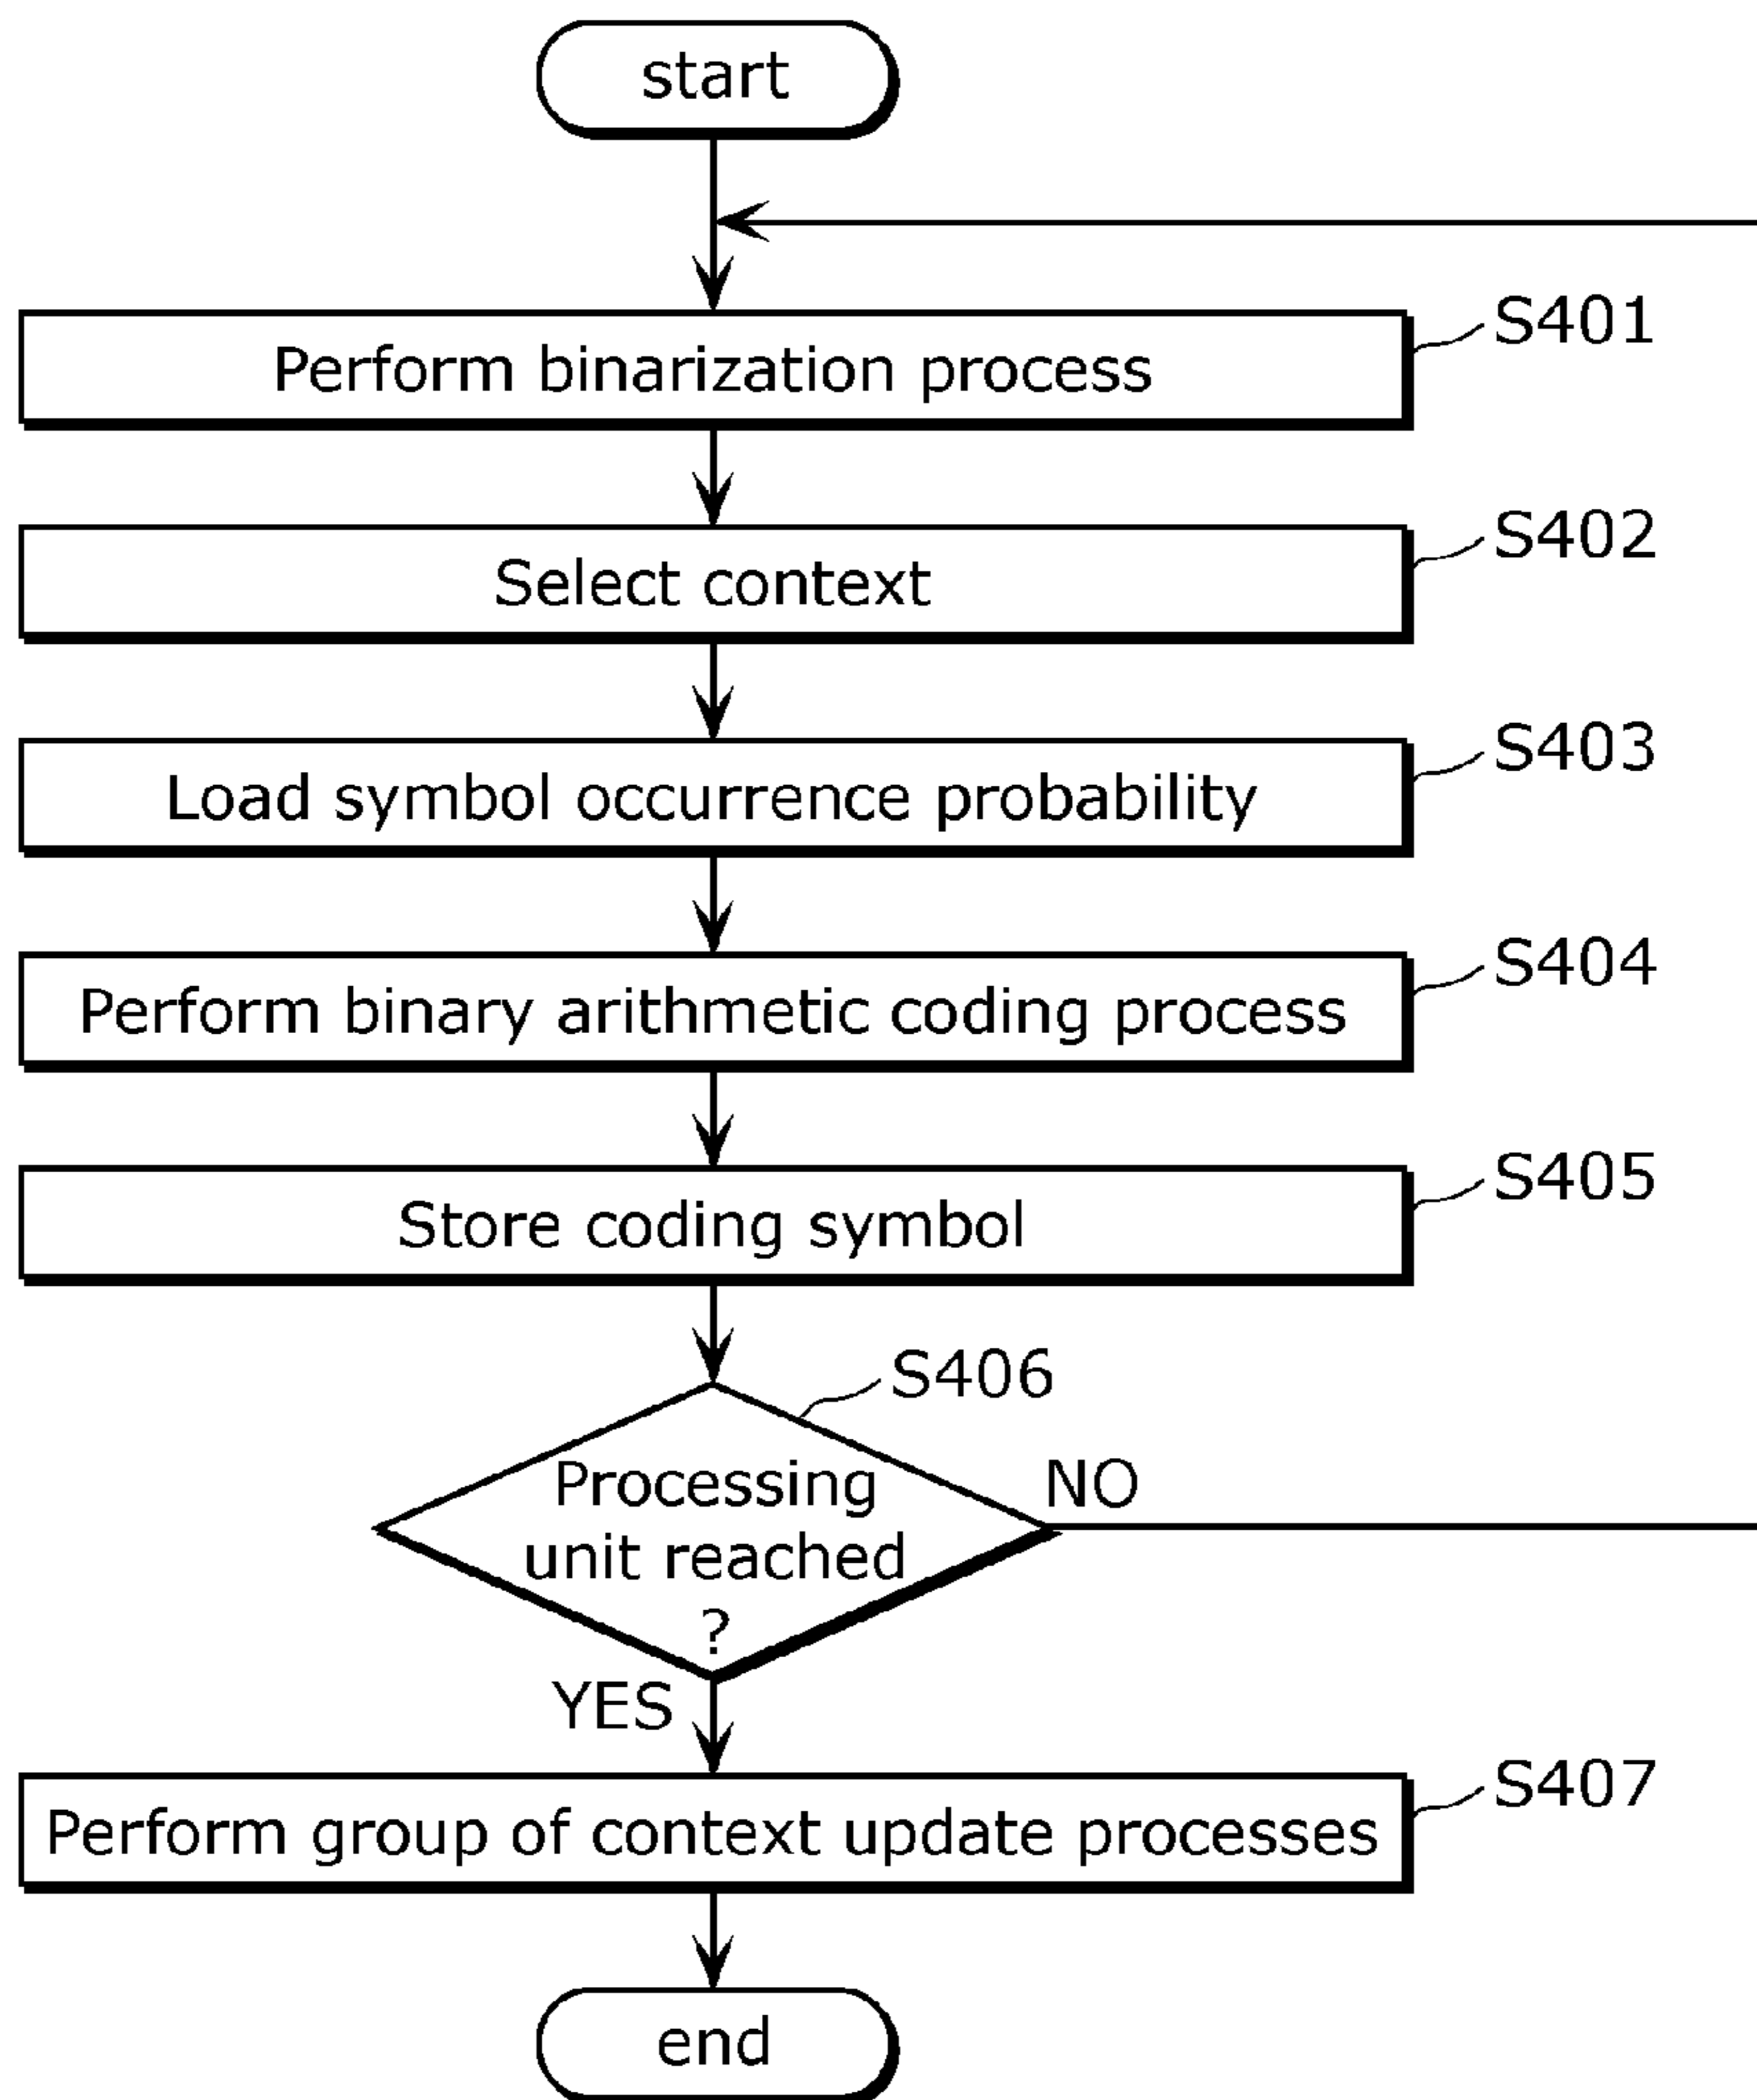 start
S401
Perform binarization process
S402
Select context
S403
Load symbol occurrence probability
S404
Perform binary arithmetic coding process
S405
Store coding symbol
S406
Processing
unit reached
?
NO
YES
S407
Perform group of context update processes
end